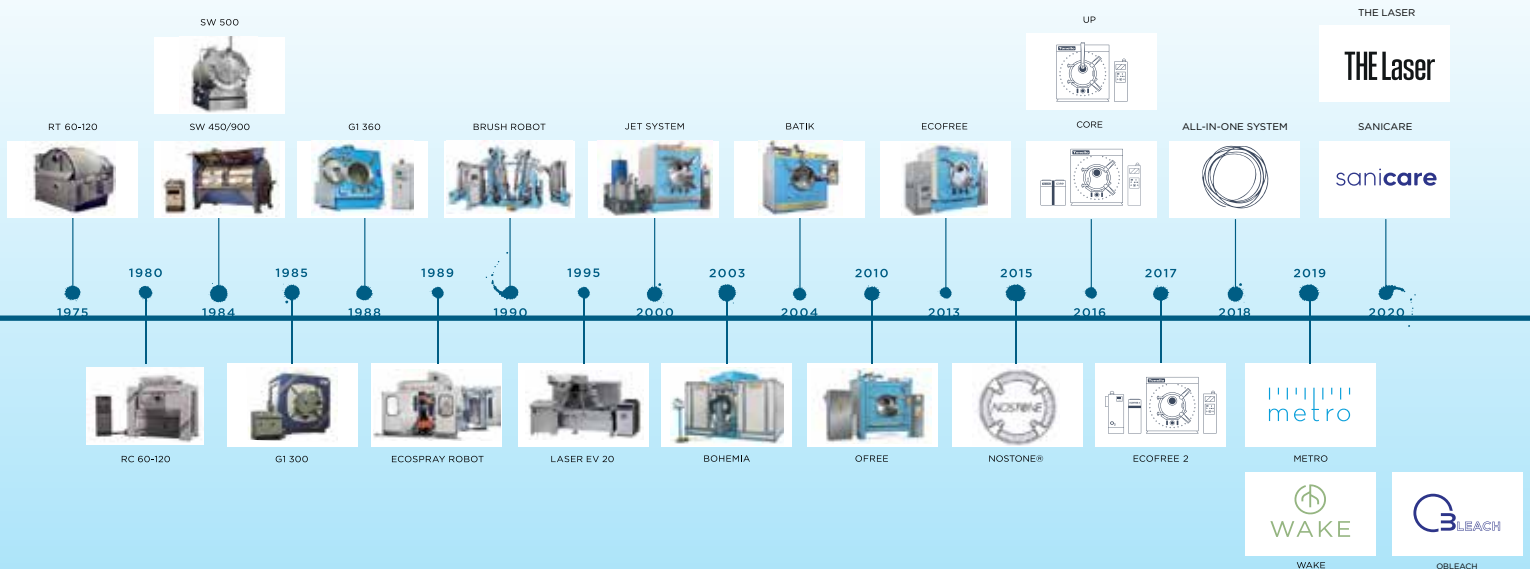 THE LASER
SW 500
UP
THE Laser
RT 60-120
SW 450/900
G1 360
BRUSH ROBOT
JET SYSTEM
BATIK
ECOFREE
CORE
ALL-IN-ONE SYSTEM
SANICARE
sanicare
1980
1985
1989
1995
2003
2010
2015
2017
2019
1975
1984
1988
1990
2000
2004
2013
2016
2018
2020
NOSTONE
metro
RC 60-120
G1 300
ECOSPRAY ROBOT
LASER EV 20
BOHEMIA
OFREE
NOSTONE®
ECOFREE 2
METRO
WAKE
O3BLEACH
WAKE
OBLEACH